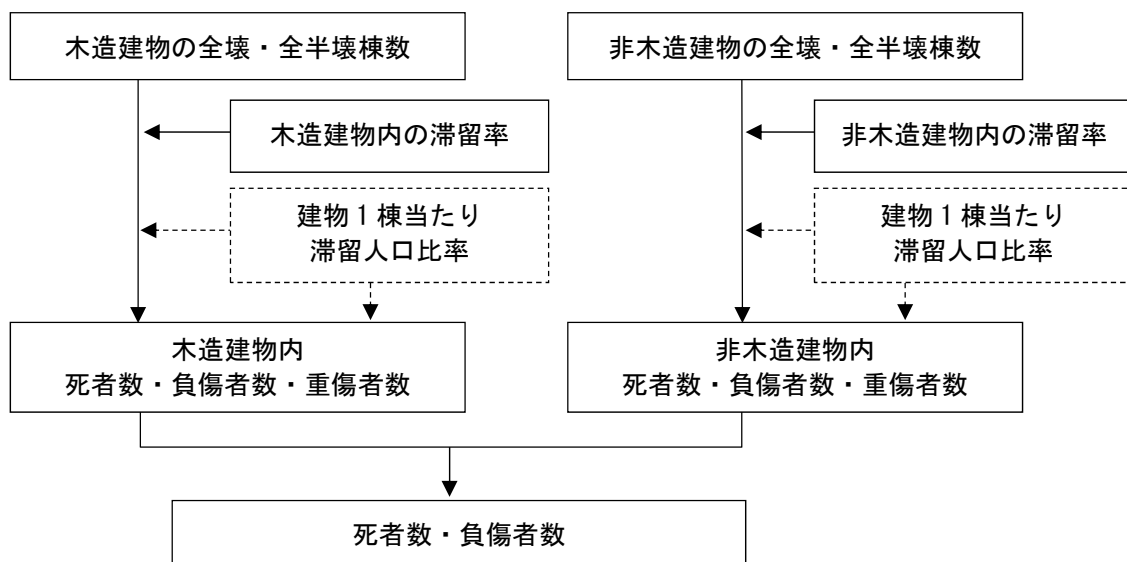 木造建物の全壊・全半壊棟数
非木造建物の全壊・全半壊棟数
木造建物内の滞留率
非木造建物内の滞留率
建物1棟当たり
滞留人口比率
建物1棟当たり
滞留人口比率
木造建物内
死者数・負傷者数・重傷者数
非木造建物内
死者数・負傷者数・重傷者数
死者数・負傷者数